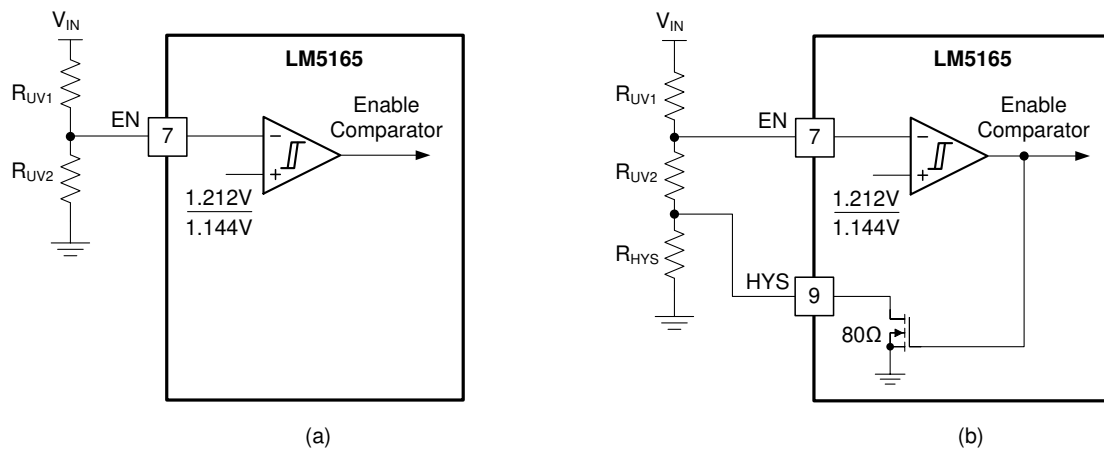 V_IN
LM5165
R_UV1
EN
7
−
Enable
Comparator
R_UV2
+
1.212V
1.144V
(a)
V_IN
LM5165
R_UV1
EN
7
−
Enable
Comparator
R_UV2
+
1.212V
1.144V
R_HYS
HYS
9
80Ω
(b)